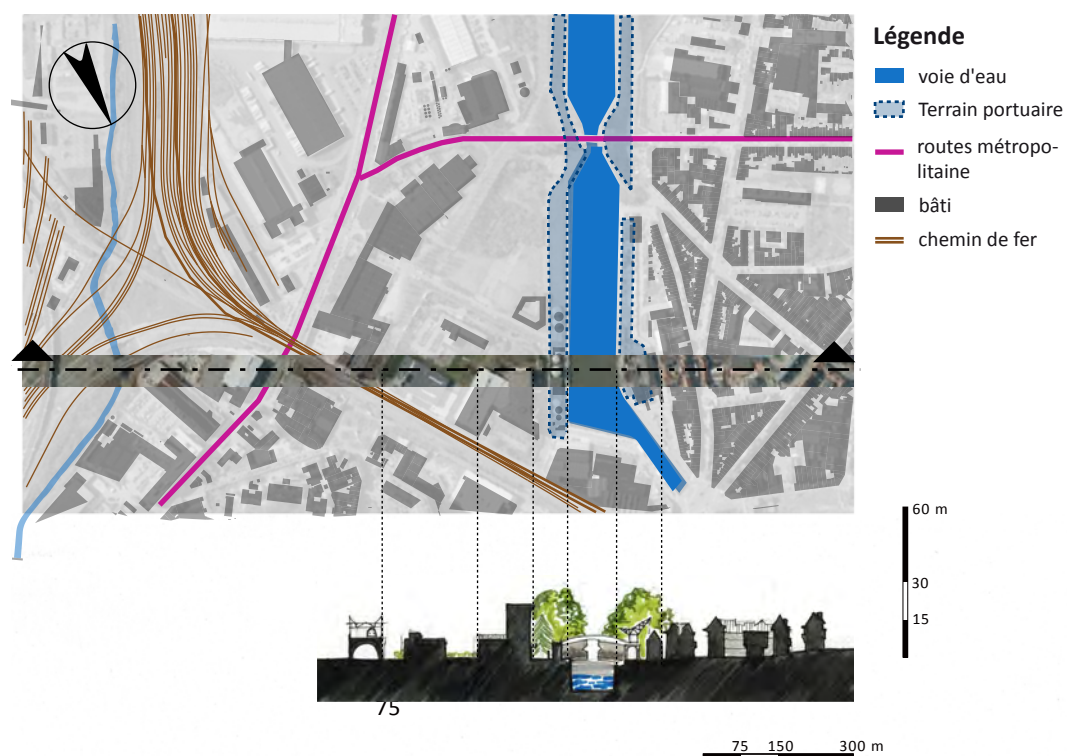 Légende
voie d'eau
Terrain portuaire
routes métropo-
litaine
bâti
chemin de fer
60 m
30
15
75
75 150 300 m